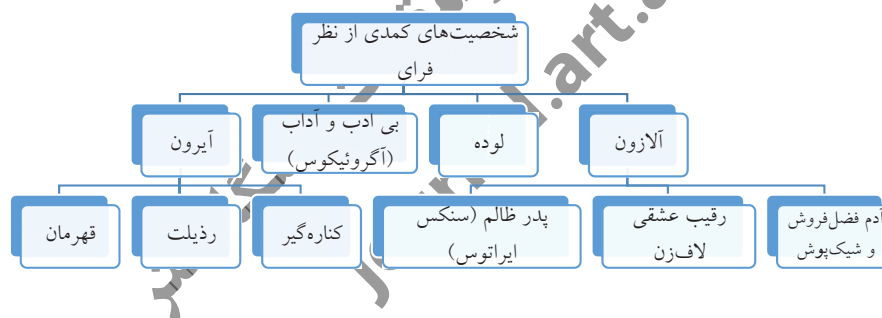 شخصیت‌های کمدی از نظر
فرای
آلازون
لوده
بی ادب و آداب
(آگروئیکوس)
آیرون
آدم فضل‌فروش
و شیک‌پوش
رقیب عشقی
لاف‌زن
پدر ظالم (سنکس
ایراتوس)
کناره‌گیر
رذیلت
قهرمان